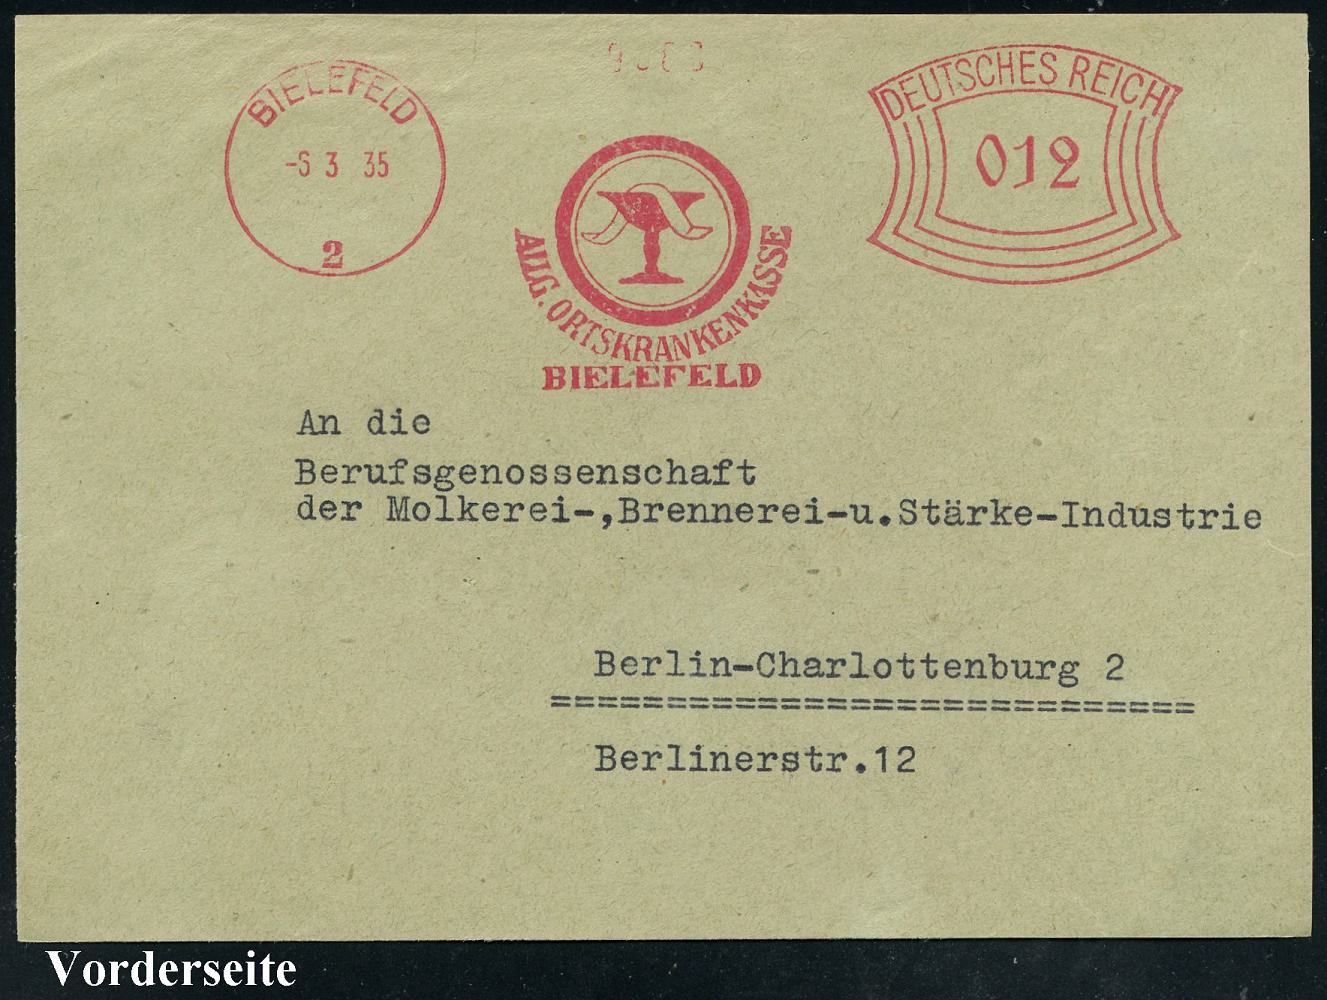 BIELEFELD
-6 3 35
2
ALLG. ORTSKRANKENKASSE
BIELEFELD
DEUTSCHES REICH
012
An die
Berufsgenossenschaft
der Molkerei-,Brennerei-u.Stärke-Industrie
Berlin-Charlottenburg 2
============================
Berlinerstr.12
Vorderseite